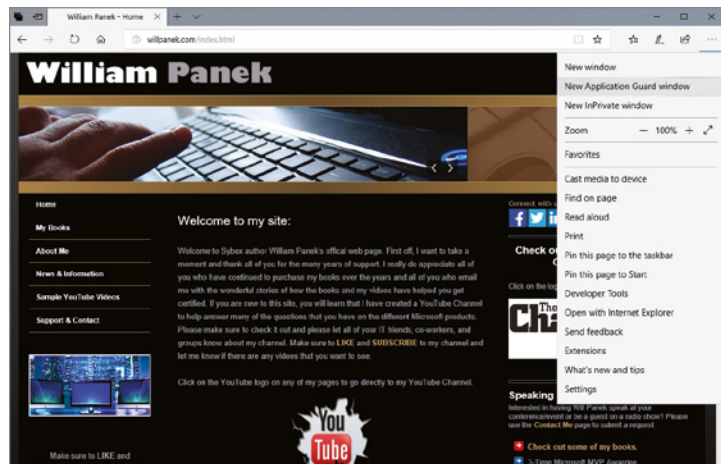 William Panek - Home
willpanek.com/index.html
William Panek
New window
New Application Guard window
New InPrivate window
Zoom
100%
Favorites
Cast media to device
Find on page
Read aloud
Print
Pin this page to the taskbar
Pin this page to Start
Developer Tools
Open with Internet Explorer
Send feedback
Extensions
What's new and tips
Settings
Home
My Books
About Me
News & Information
Sample YouTube Videos
Support & Contact
Welcome to my site:
Welcome to Sybex author William Panek's offical web page. First off, I want to take a
moment and thank all of you for the many years of support. I really do appreciate all of
you who have continued to purchase my books over the years and all of you who email
me with the wonderful stories of how the books and my videos have helped you get
certified. If you are new to this site, you will learn that I have created a YouTube Channel
to help answer many of the questions that you have on the different Microsoft products.
Please make sure to check it out and please let all of your IT friends, co-workers, and
groups know about my channel. Make sure to LIKE and SUBSCRIBE to my channel and
let me know if there are any videos that you want to see.
Click on the YouTube logo on any of my pages to go directly to my YouTube Channel.
You
Tube
Make sure to LIKE and
Connect with
Check
Click on the
The
Speaking
Interested in having Will Panek speak at your
conference/event or be a guest on a radio show? Please
use the Contact Me page to submit a request.
Check out some of my books.
3-Time Microsoft MVP Awardee